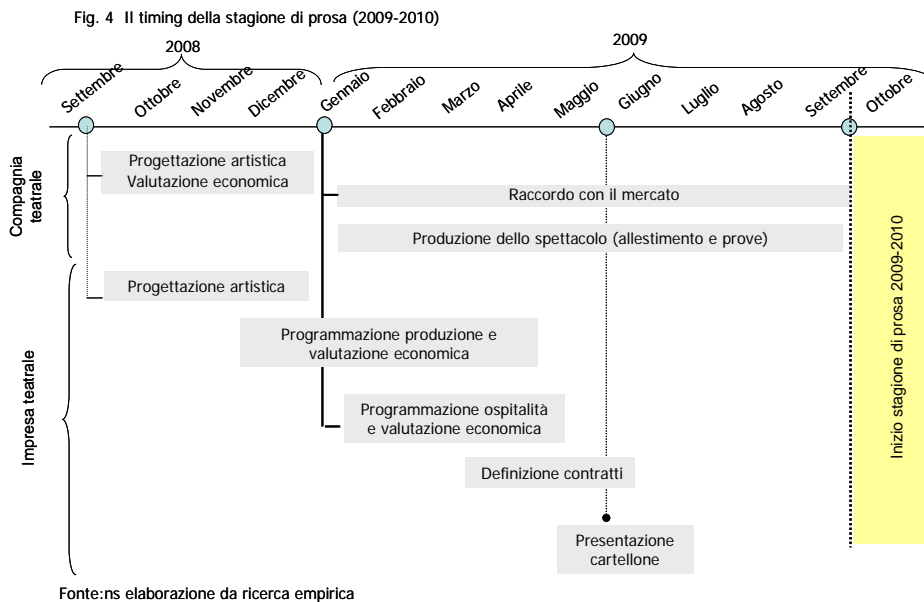 Fig. 4 Il timing della stagione di prosa (2009-2010)
2008
2009
Settembre
Ottobre
Novembre
Dicembre
Gennaio
Febbraio
Marzo
Aprile
Maggio
Giugno
Luglio
Agosto
Settembre
Ottobre
Compagnia
teatrale
Progettazione artistica
Valutazione economica
Raccordo con il mercato
Produzione dello spettacolo (allestimento e prove)
Impresa teatrale
Progettazione artistica
Programmazione produzione e
valutazione economica
Programmazione ospitalità
e valutazione economica
Definizione contratti
Presentazione
cartellone
Inizio stagione di prosa 2009-2010
Fonte:ns elaborazione da ricerca empirica